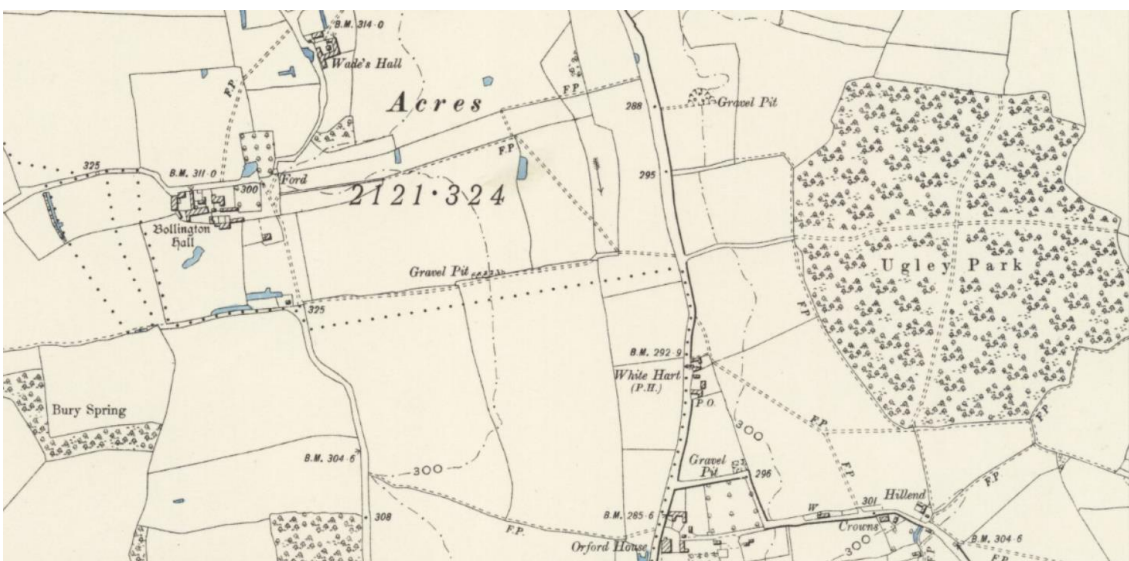 B.M. 314·0
Wade's Hall
F.P.
Acres
F.P.
288
Gravel Pit
325
B.M. 311·0
300
Ford
F.P.
295
2121·324
Bollington
Hall
Gravel Pit
Ugley Park
325
F.P.
B.M. 292·9
White Hart
(P.H.)
P.O.
Bury Spring
F.P.
F.P.
300
B.M. 304·6
300
Gravel
Pit
296
F.P.
F.P.
308
F.P.
B.M. 285·6
W
301
Hillend
Crowns
Orford House
300
F.P.
B.M. 304·6